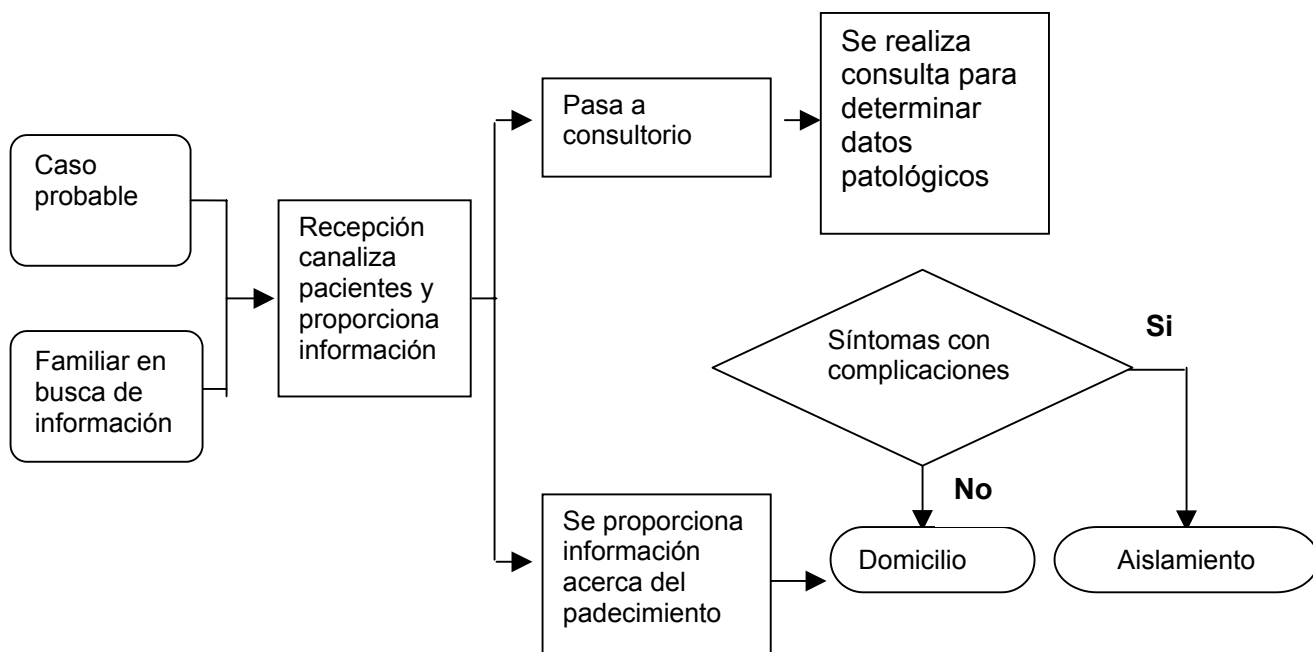 Caso
probable
Familiar en
busca de
información
Recepción
canaliza
pacientes y
proporciona
información
Pasa a
consultorio
Se realiza
consulta para
determinar
datos
patológicos
Síntomas con
complicaciones
Si
No
Se proporciona
información
acerca del
padecimiento
Domicilio
Aislamiento